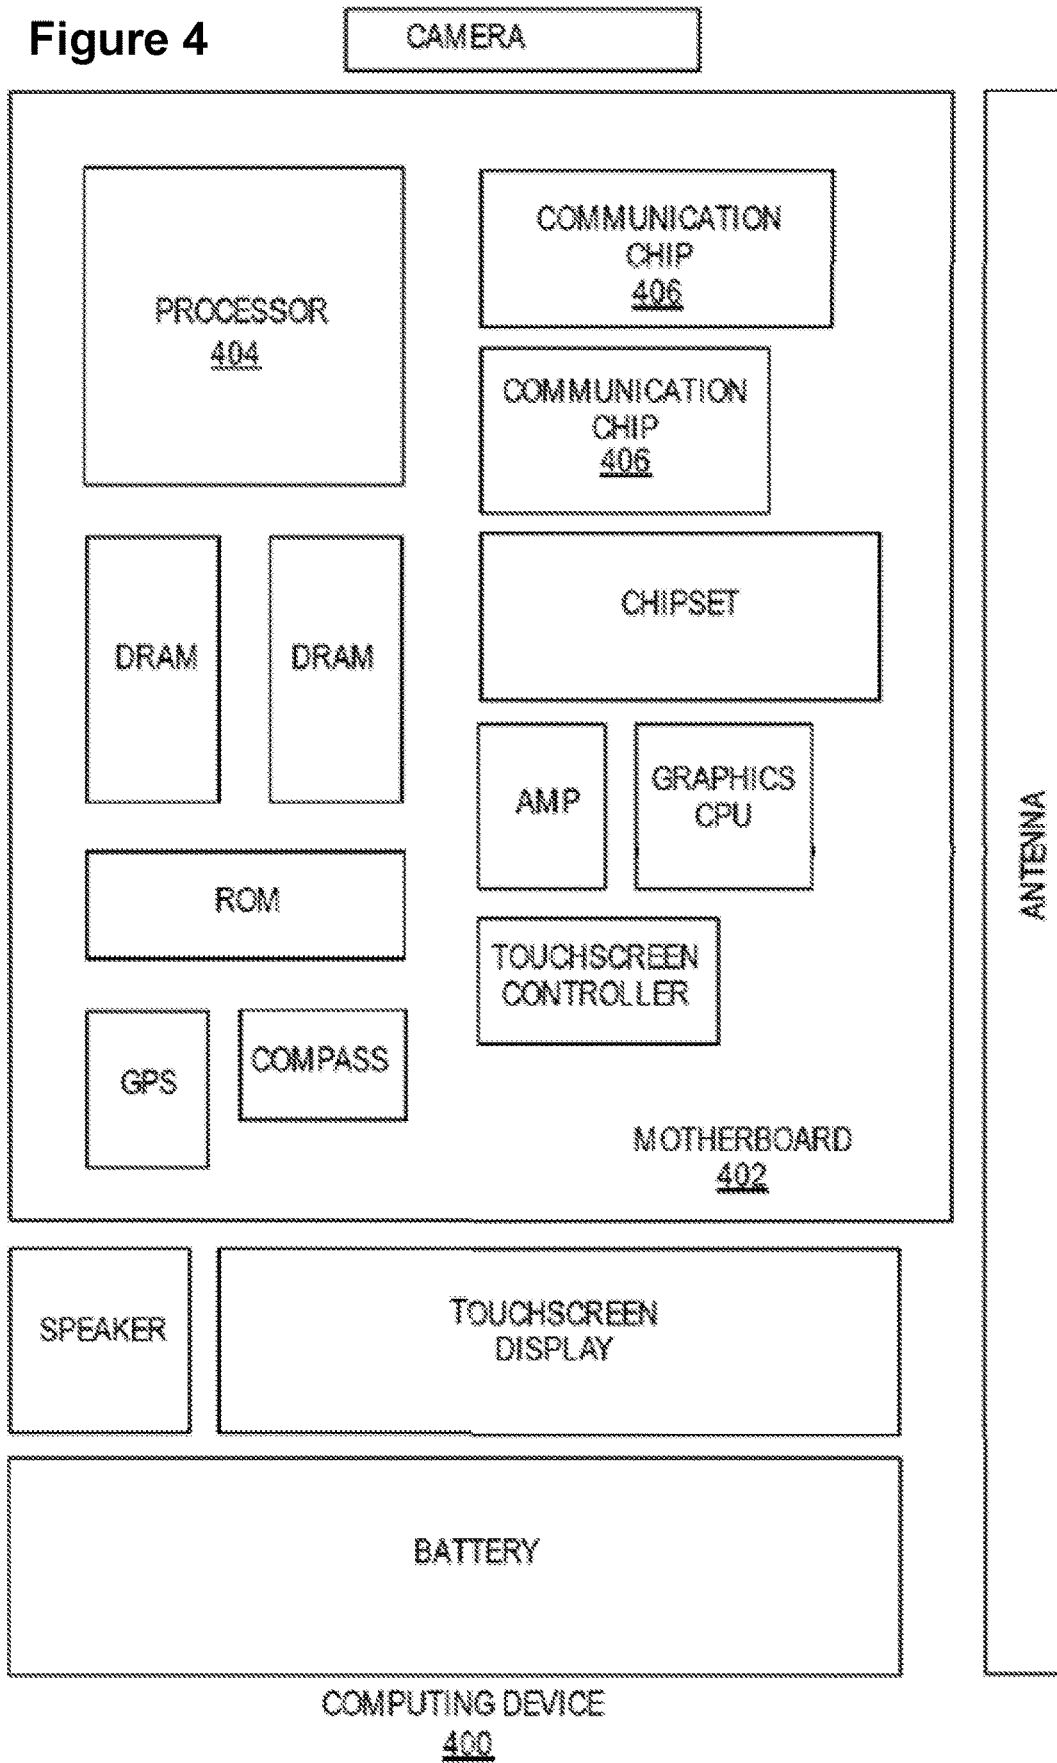 Figure 4
CAMERA
PROCESSOR
404
COMMUNICATION
CHIP
406
COMMUNICATION
CHIP
406
DRAM
DRAM
CHIPSET
AMP
GRAPHICS
CPU
ROM
TOUCHSCREEN
CONTROLLER
GPS
COMPASS
MOTHERBOARD
402
ANTENNA
SPEAKER
TOUCHSCREEN
DISPLAY
BATTERY
COMPUTING DEVICE
400